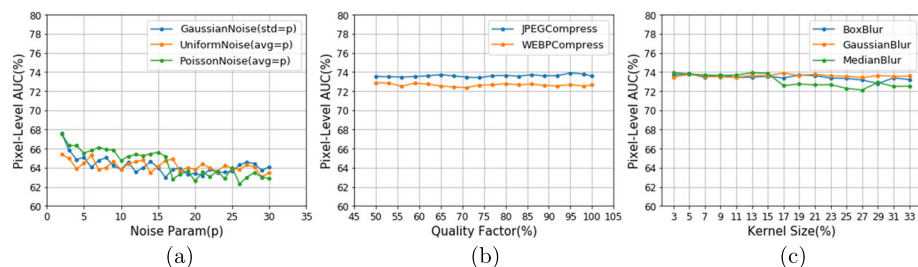 Pixel-Level AUC(%)
80
78
76
74
72
70
68
66
64
62
60
GaussianNoise(std=p)
UniformNoise(avg=p)
PoissonNoise(avg=p)
0 5 10 15 20 25 30 35
Noise Param(p)
(a)
Pixel-Level AUC(%)
80
78
76
74
72
70
68
66
64
62
60
JPEGCompress
WEBPCompress
45 50 55 60 65 70 75 80 85 90 95 100 105
Quality Factor(%)
(b)
Pixel-Level AUC(%)
80
78
76
74
72
70
68
66
64
62
60
BoxBlur
GaussianBlur
MedianBlur
3 5 7 9 11 13 15 17 19 21 23 25 27 29 31 33
Kernel Size(%)
(c)